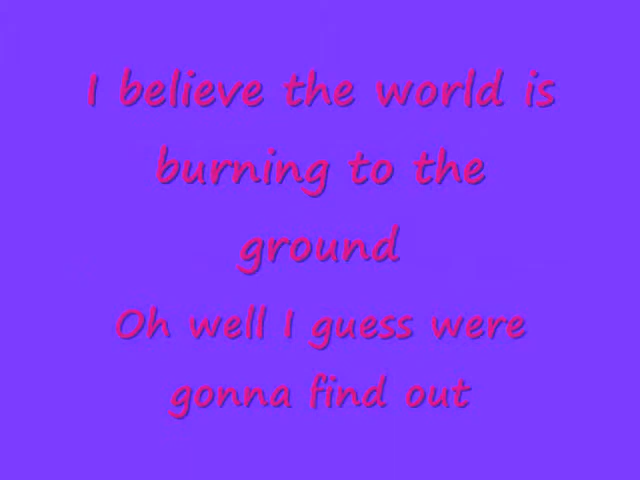 I believe the world is
burning to the
ground
Oh well I guess were
gonna find out